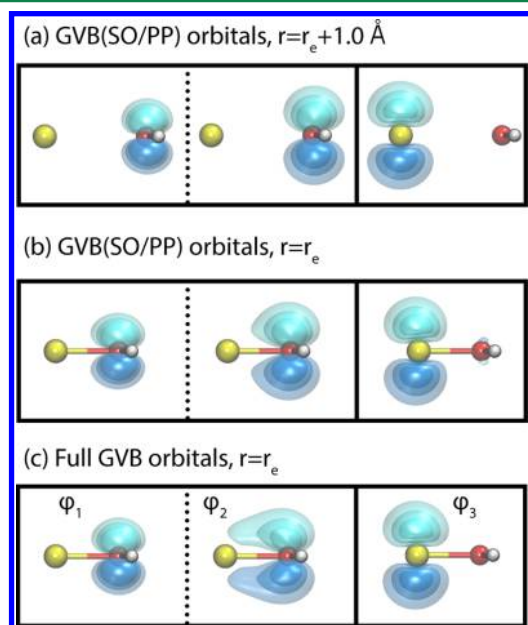 (a) GVB(SO/PP) orbitals, r=rₑ+1.0 Å
(b) GVB(SO/PP) orbitals, r=rₑ
(c) Full GVB orbitals, r=rₑ
φ₁ φ₂ φ₃